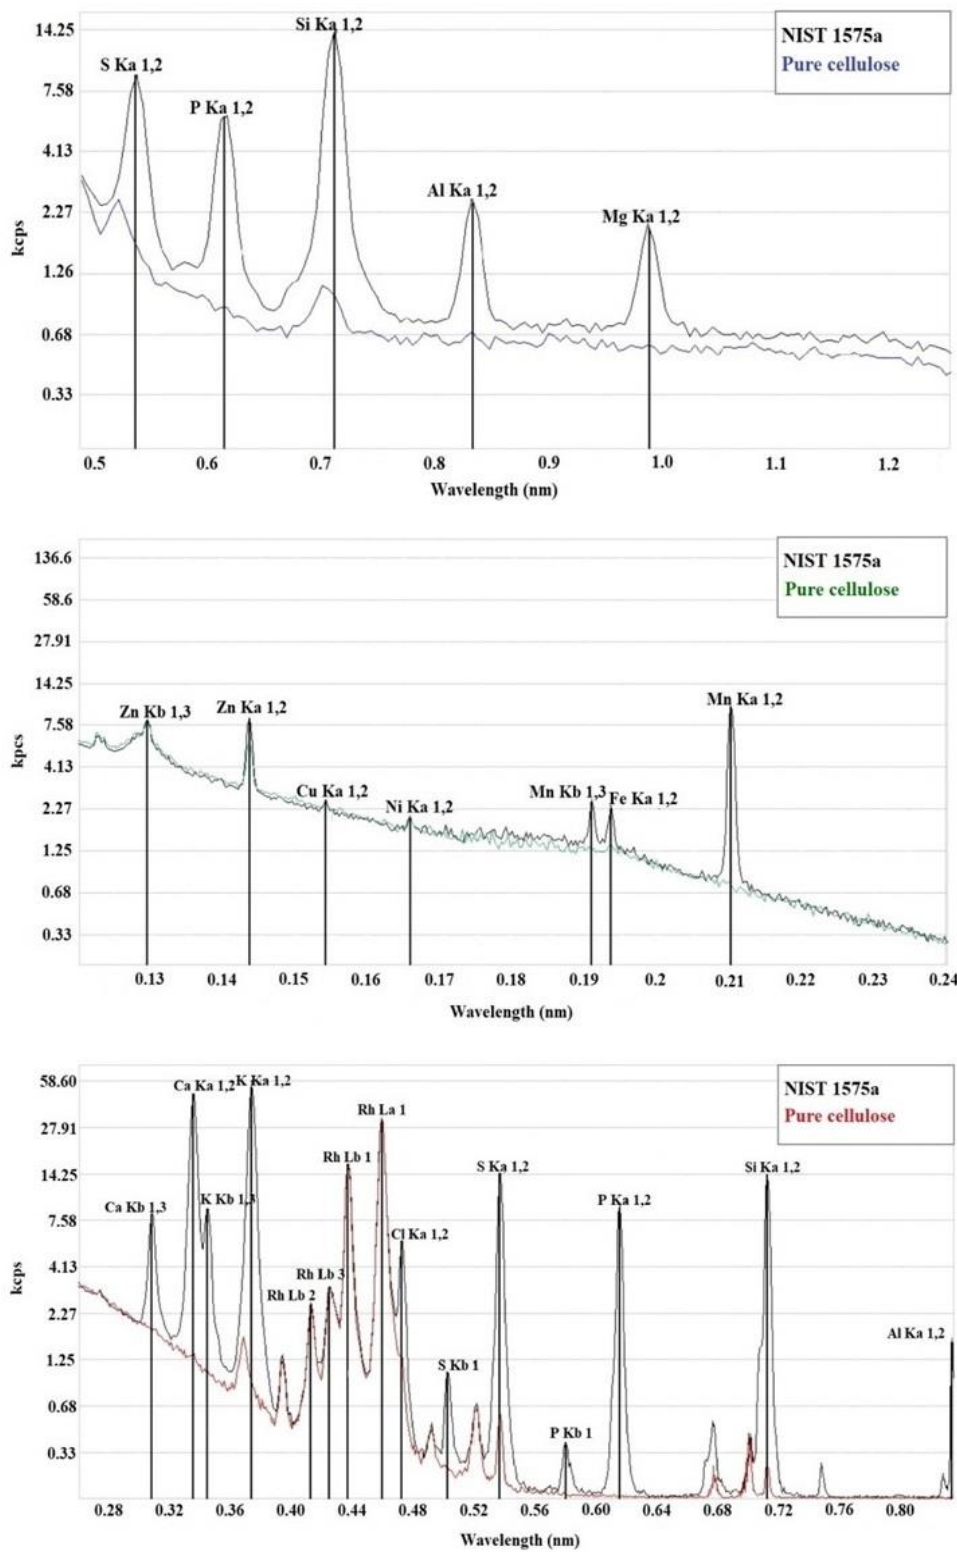 14.25
7.58
4.13
2.27
1.26
0.68
0.33
kcps
S Ka 1,2
P Ka 1,2
Si Ka 1,2
Al Ka 1,2
Mg Ka 1,2
NIST 1575a
Pure cellulose
0.5 0.6 0.7 0.8 0.9 1.0 1.1 1.2
Wavelength (nm)
136.6
58.6
27.91
14.25
7.58
4.13
2.27
1.25
0.68
0.33
kpcs
Zn Kb 1,3
Zn Ka 1,2
Cu Ka 1,2
Ni Ka 1,2
Mn Kb 1,3
Fe Ka 1,2
Mn Ka 1,2
NIST 1575a
Pure cellulose
0.13 0.14 0.15 0.16 0.17 0.18 0.19 0.2 0.21 0.22 0.23 0.24
Wavelength (nm)
58.60
27.91
14.25
7.58
4.13
2.27
1.25
0.68
0.33
kcps
Ca Kb 1,3
Ca Ka 1,2
K Kb 1,3
K Ka 1,2
Rh Lb 2
Rh Lb 3
Rh Lb 1
Rh La 1
Cl Ka 1,2
S Kb 1
S Ka 1,2
P Kb 1
P Ka 1,2
Si Ka 1,2
Al Ka 1,2
NIST 1575a
Pure cellulose
0.28 0.32 0.36 0.40 0.44 0.48 0.52 0.56 0.60 0.64 0.68 0.72 0.76 0.80
Wavelength (nm)